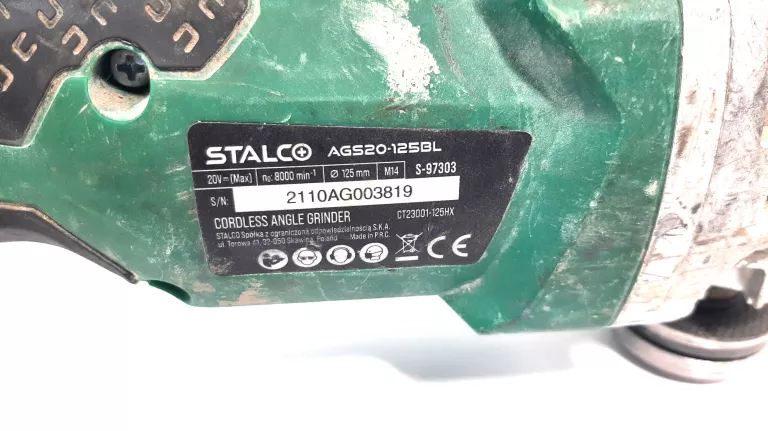 STALCO AGS20-125BL
20V⎓(Max) n₀: 8000 min⁻¹ Ø 125 mm M14 S-97303
S/N: 2110AG003819
CORDLESS ANGLE GRINDER CT23001-125HX
STALCO Spółka z ograniczoną odpowiedzialnością S.K.A.
ul. Torowa 41, 32-050 Skawina, Poland Made in P.R.C.
CE